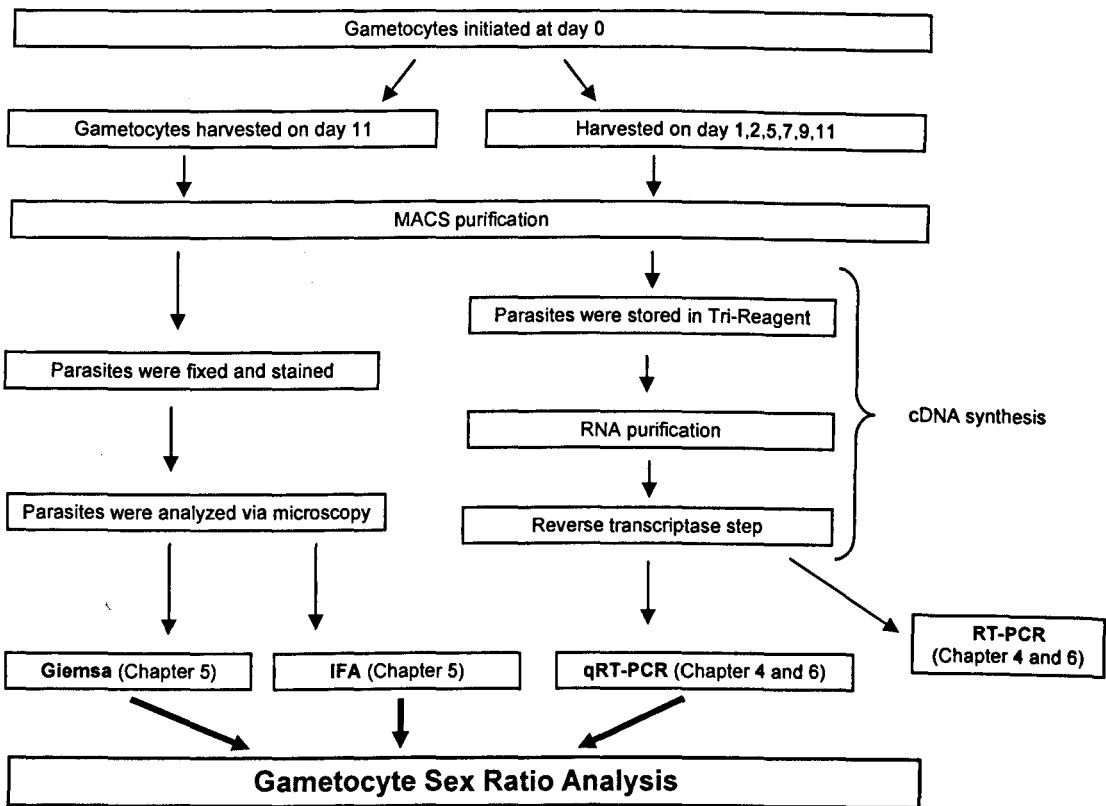 Gametocytes initiated at day 0
Gametocytes harvested on day 11
Harvested on day 1,2,5,7,9,11
MACS purification
Parasites were stored in Tri-Reagent
Parasites were fixed and stained
RNA purification
cDNA synthesis
Parasites were analyzed via microscopy
Reverse transcriptase step
Giemsa (Chapter 5)
IFA (Chapter 5)
qRT-PCR (Chapter 4 and 6)
RT-PCR
(Chapter 4 and 6)
Gametocyte Sex Ratio Analysis